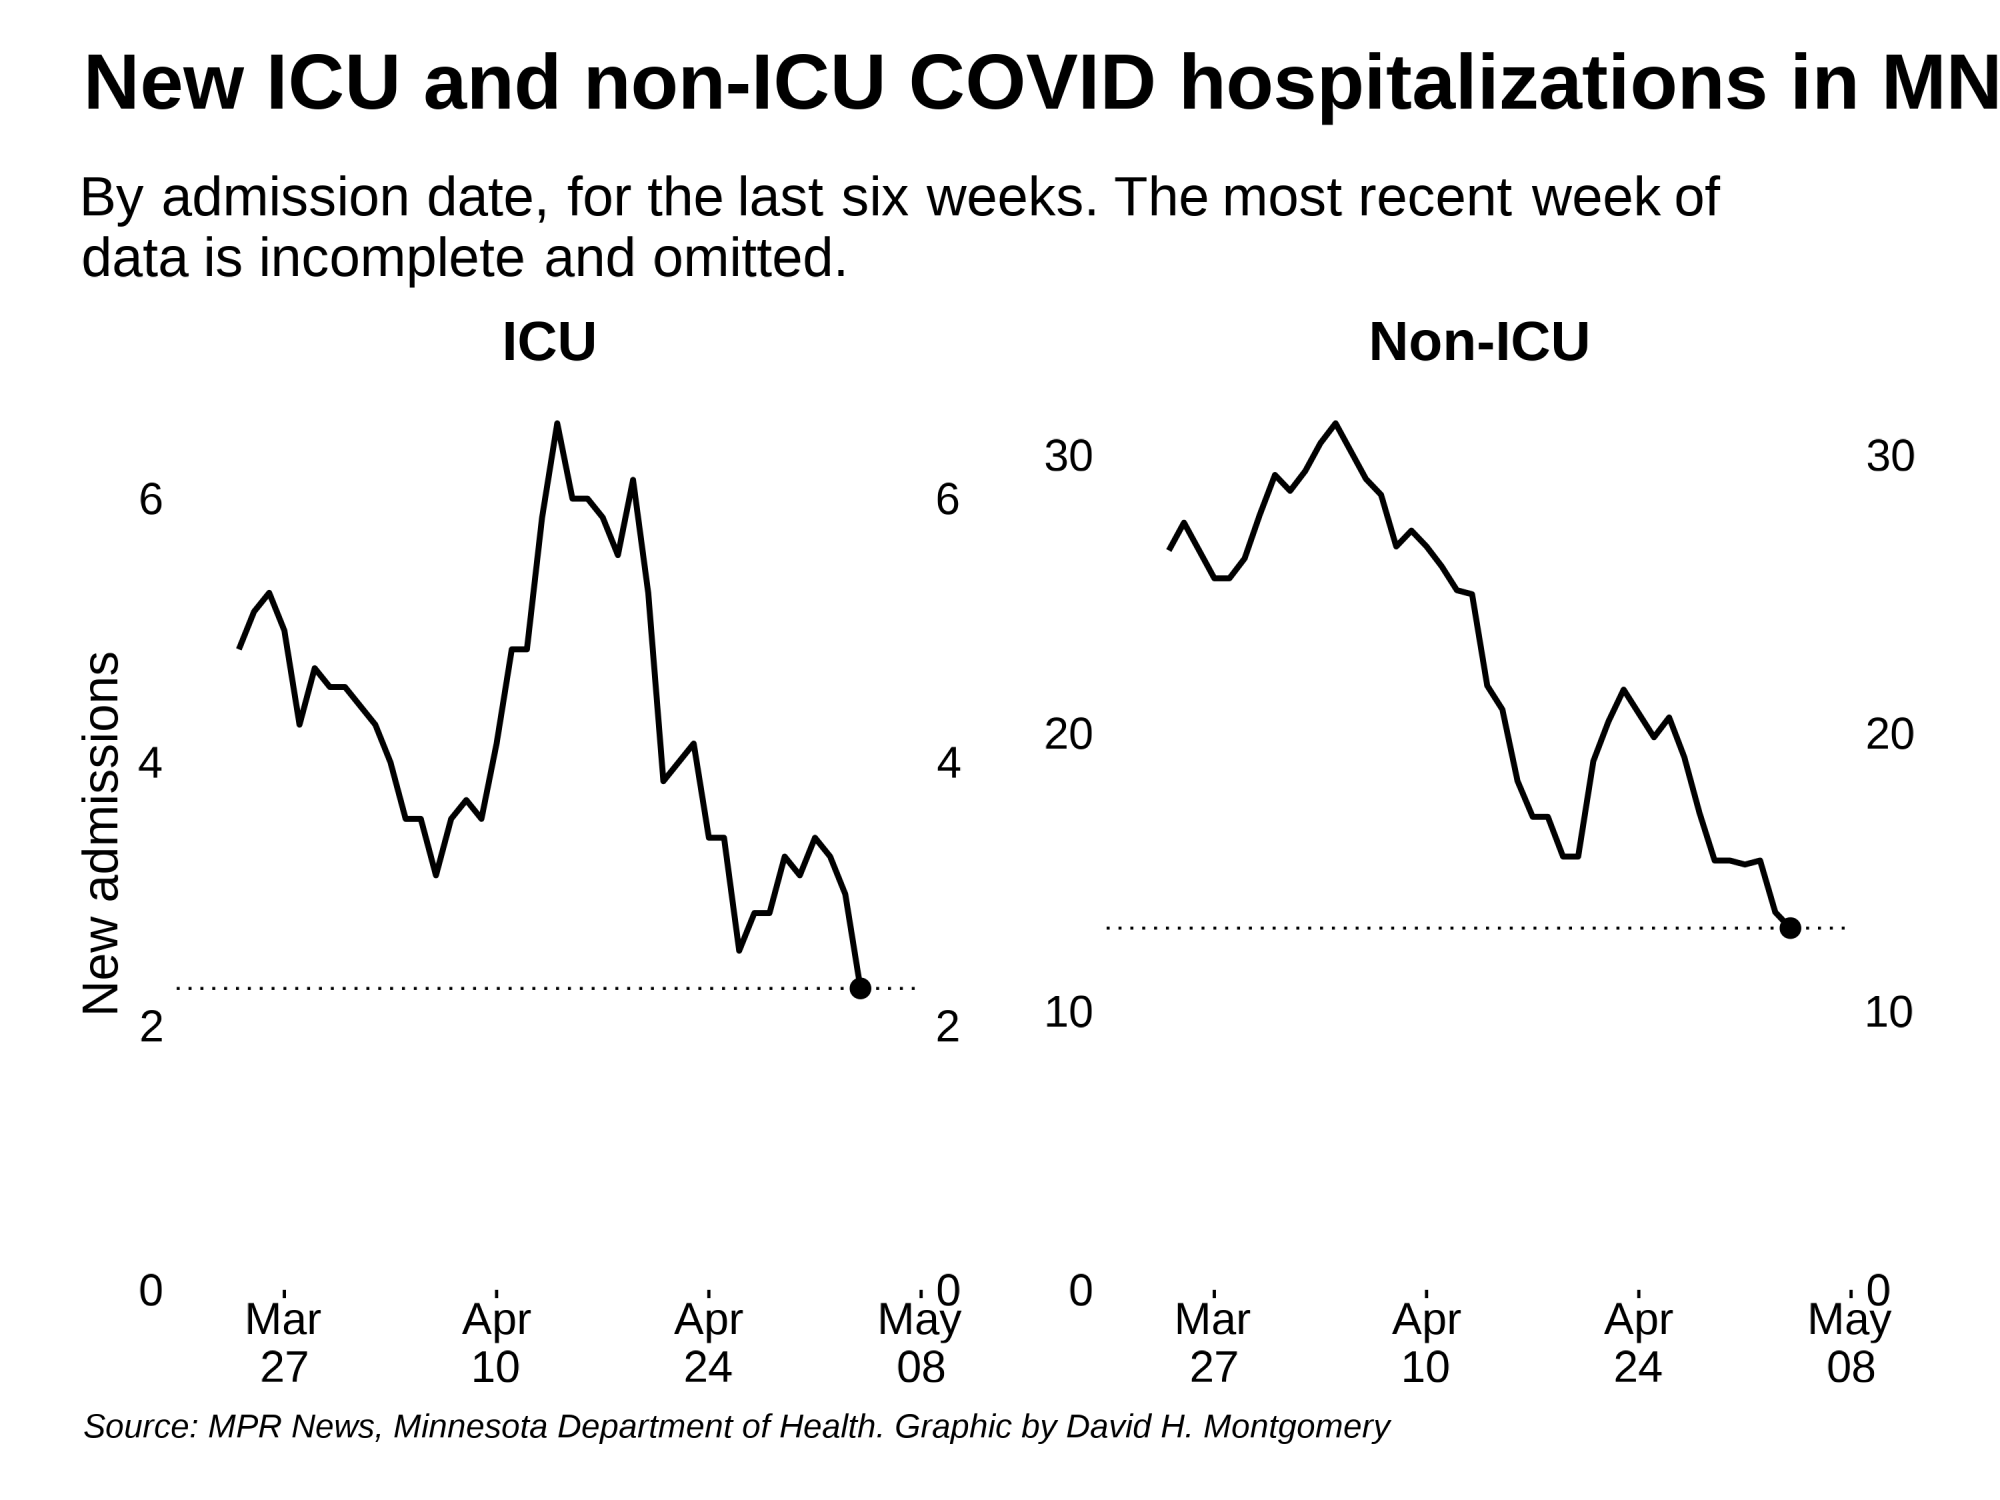 New ICU and non-ICU COVID hospitalizations in MN
By admission date, for the last six weeks. The most recent week of
data is incomplete and omitted.
ICU
Non-ICU
New admissions
6
4
2
0
6
4
2
0
30
20
10
0
30
20
10
0
Mar
27
Apr
10
Apr
24
May
08
Mar
27
Apr
10
Apr
24
May
08
Source: MPR News, Minnesota Department of Health. Graphic by David H. Montgomery